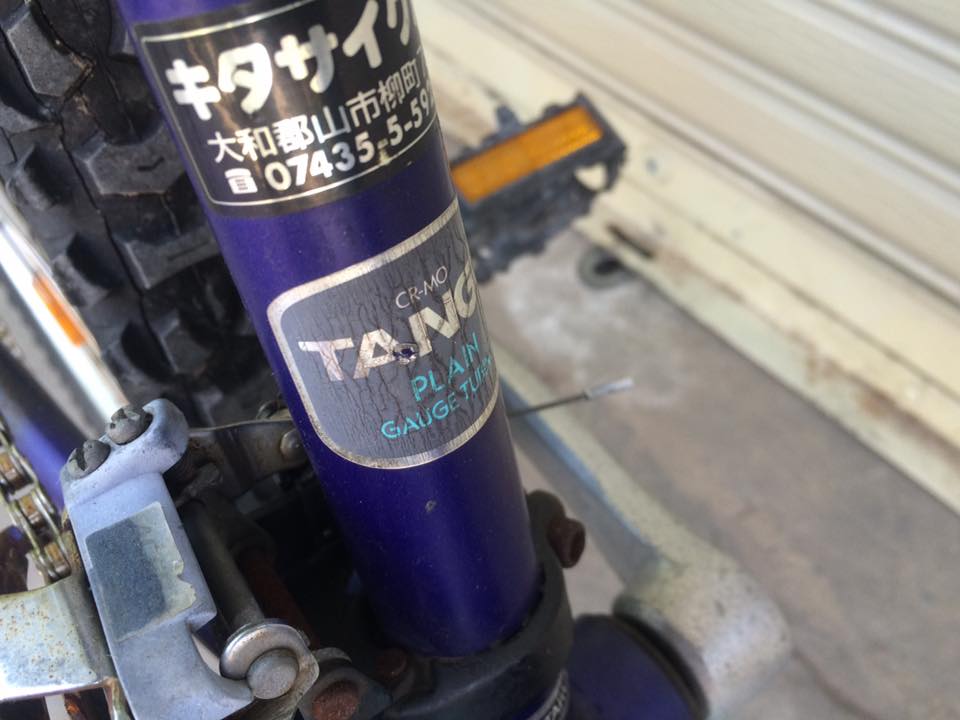 キタサイク
大和郡山市柳町
☎ 07435-5-59
CR-MO
TANG
PLAIN
GAUGE TUBE